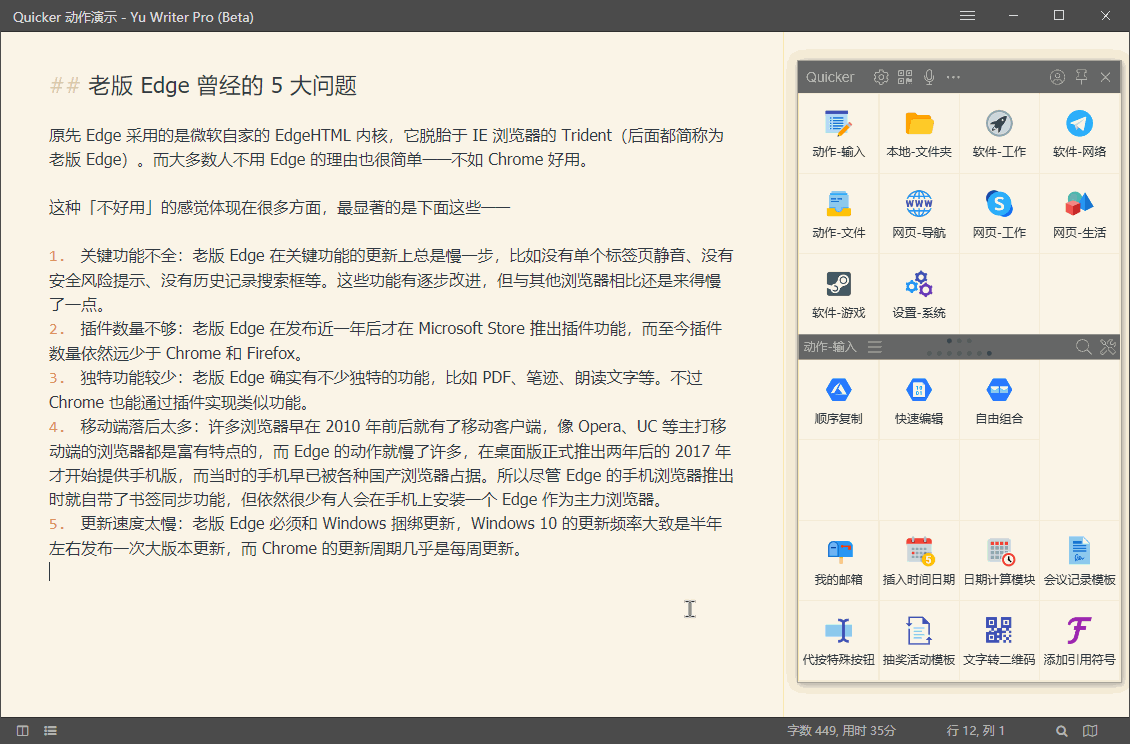 Quicker 动作演示 - Yu Writer Pro (Beta)
## 老版 Edge 曾经的 5 大问题
原先 Edge 采用的是微软自家的 EdgeHTML 内核，它脱胎于 IE 浏览器的 Trident（后面都简称为
老版 Edge）。而大多数人不用 Edge 的理由也很简单——不如 Chrome 好用。
这种「不好用」的感觉体现在很多方面，最显著的是下面这些——
1. 关键功能不全：老版 Edge 在关键功能的更新上总是慢一步，比如没有单个标签页静音、没有
安全风险提示、没有历史记录搜索框等。这些功能有逐步改进，但与其他浏览器相比还是来得慢
了一点。
2. 插件数量不够：老版 Edge 在发布近一年后才在 Microsoft Store 推出插件功能，而至今插件
数量依然远少于 Chrome 和 Firefox。
3. 独特功能较少：老版 Edge 确实有不少独特的功能，比如 PDF、笔迹、朗读文字等。不过
Chrome 也能通过插件实现类似功能。
4. 移动端落后太多：许多浏览器早在 2010 年前后就有了移动客户端，像 Opera、UC 等主打移
动端的浏览器都是富有特点的，而 Edge 的动作就慢了许多，在桌面版正式推出两年后的 2017 年
才开始提供手机版，而当时的手机早已被各种国产浏览器占据。所以尽管 Edge 的手机浏览器推出
时就自带了书签同步功能，但依然很少有人会在手机上安装一个 Edge 作为主力浏览器。
5. 更新速度太慢：老版 Edge 必须和 Windows 捆绑更新，Windows 10 的更新频率大致是半年
左右发布一次大版本更新，而 Chrome 的更新周期几乎是每周更新。
Quicker
动作-输入 本地-文件夹 软件-工作 软件-网络
动作-文件 网页-导航 网页-工作 网页-生活
软件-游戏 设置-系统
动作-输入
顺序复制 快速编辑 自由组合
我的邮箱 插入时间日期 日期计算模块 会议记录模板
代按特殊按钮 抽奖活动模板 文字转二维码 添加引用符号
字数 449, 用时 35分 行 12, 列 1